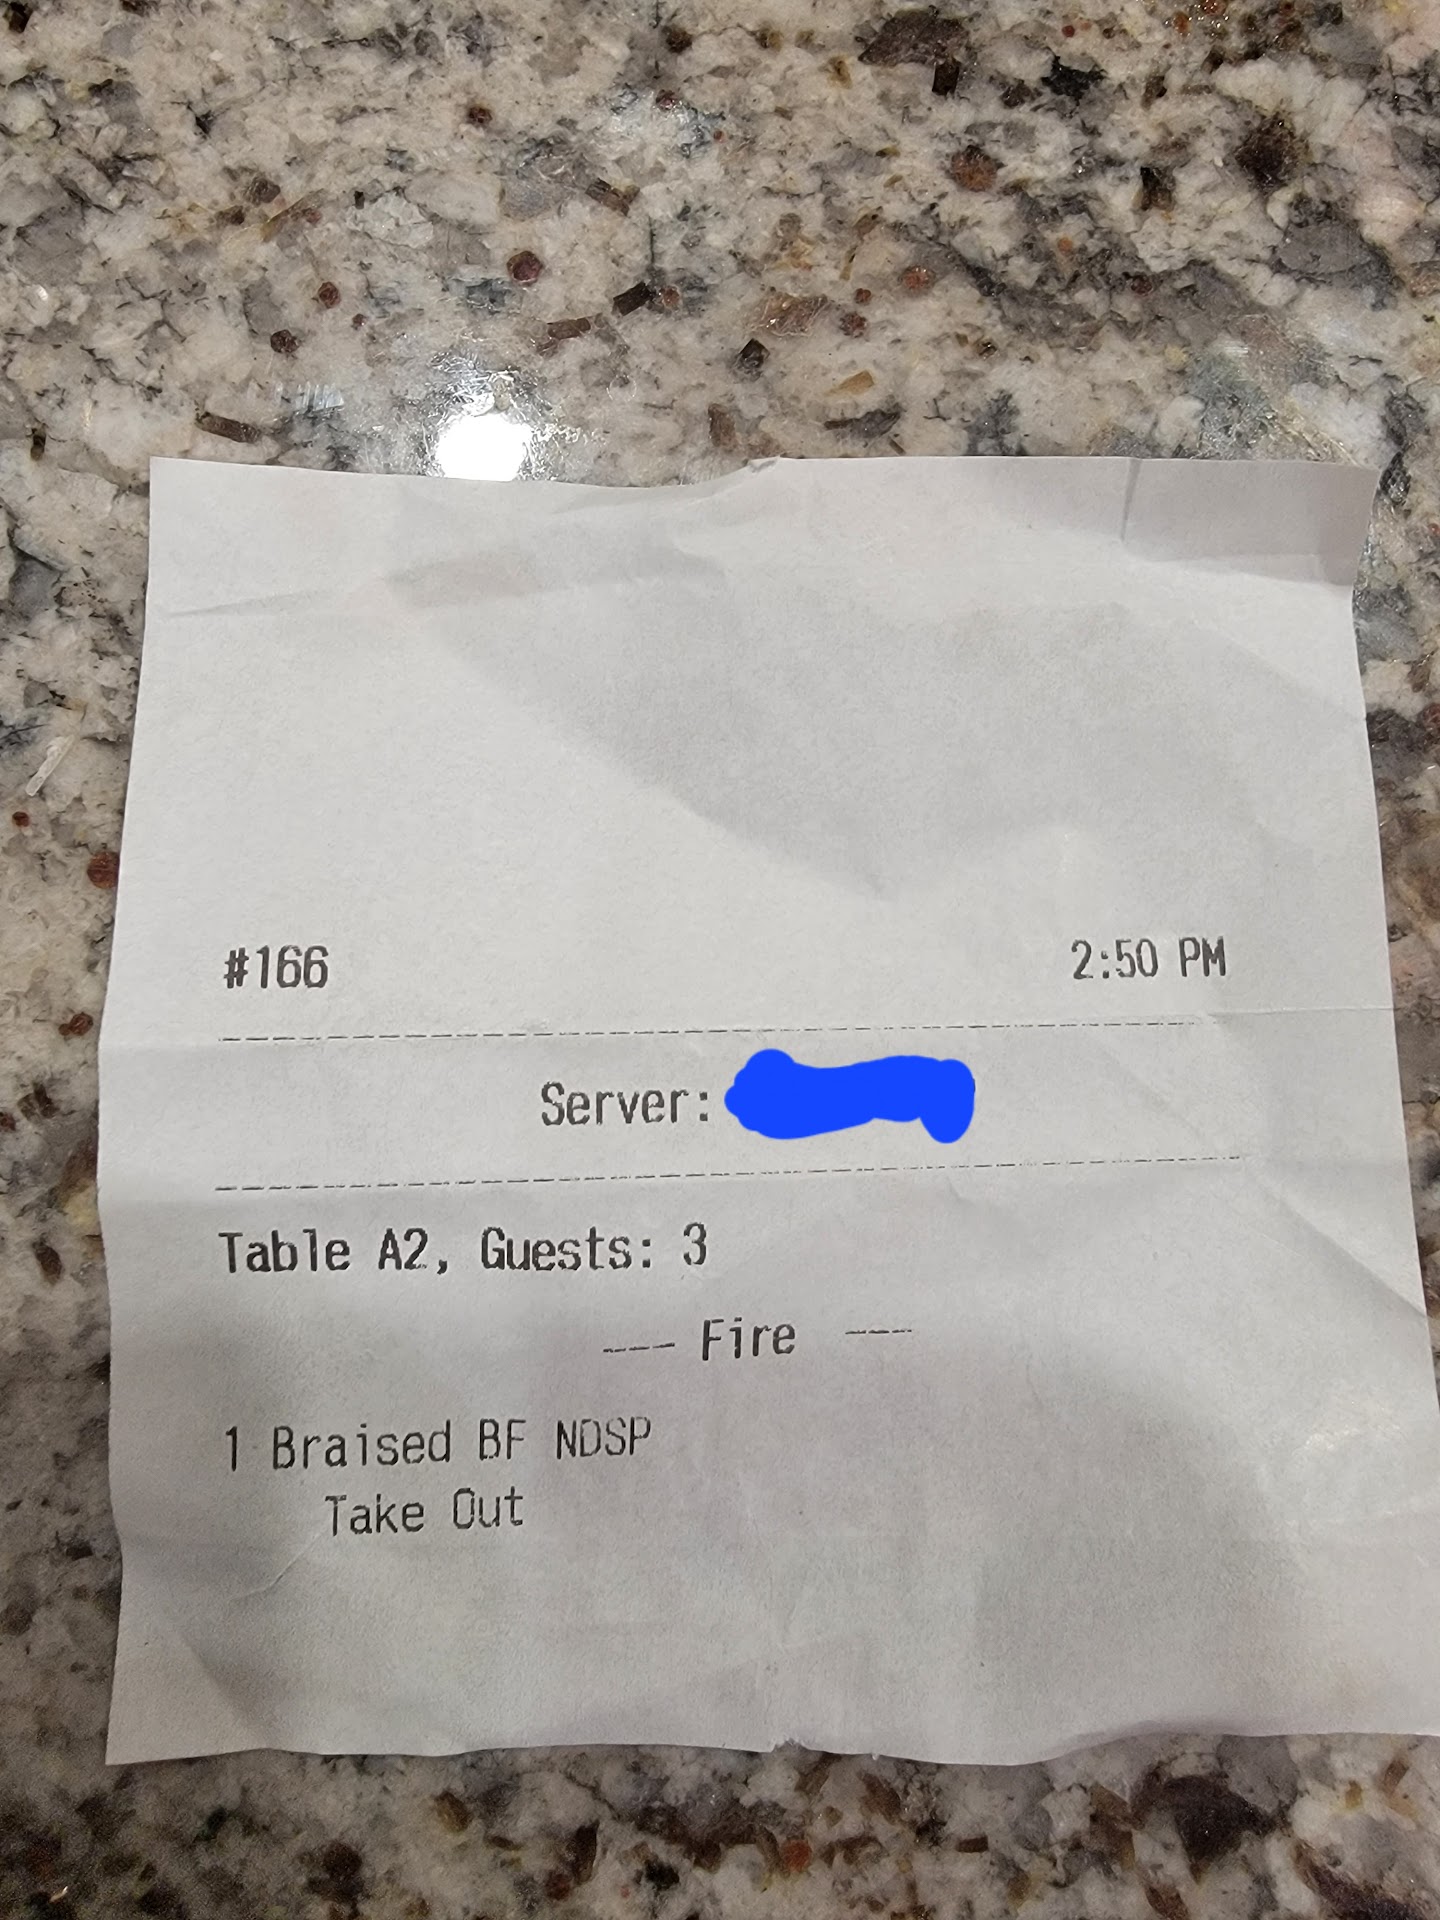 #166 2:50 PM
Server:
Table A2, Guests: 3
--- Fire ---
1 Braised BF NDSP
Take Out